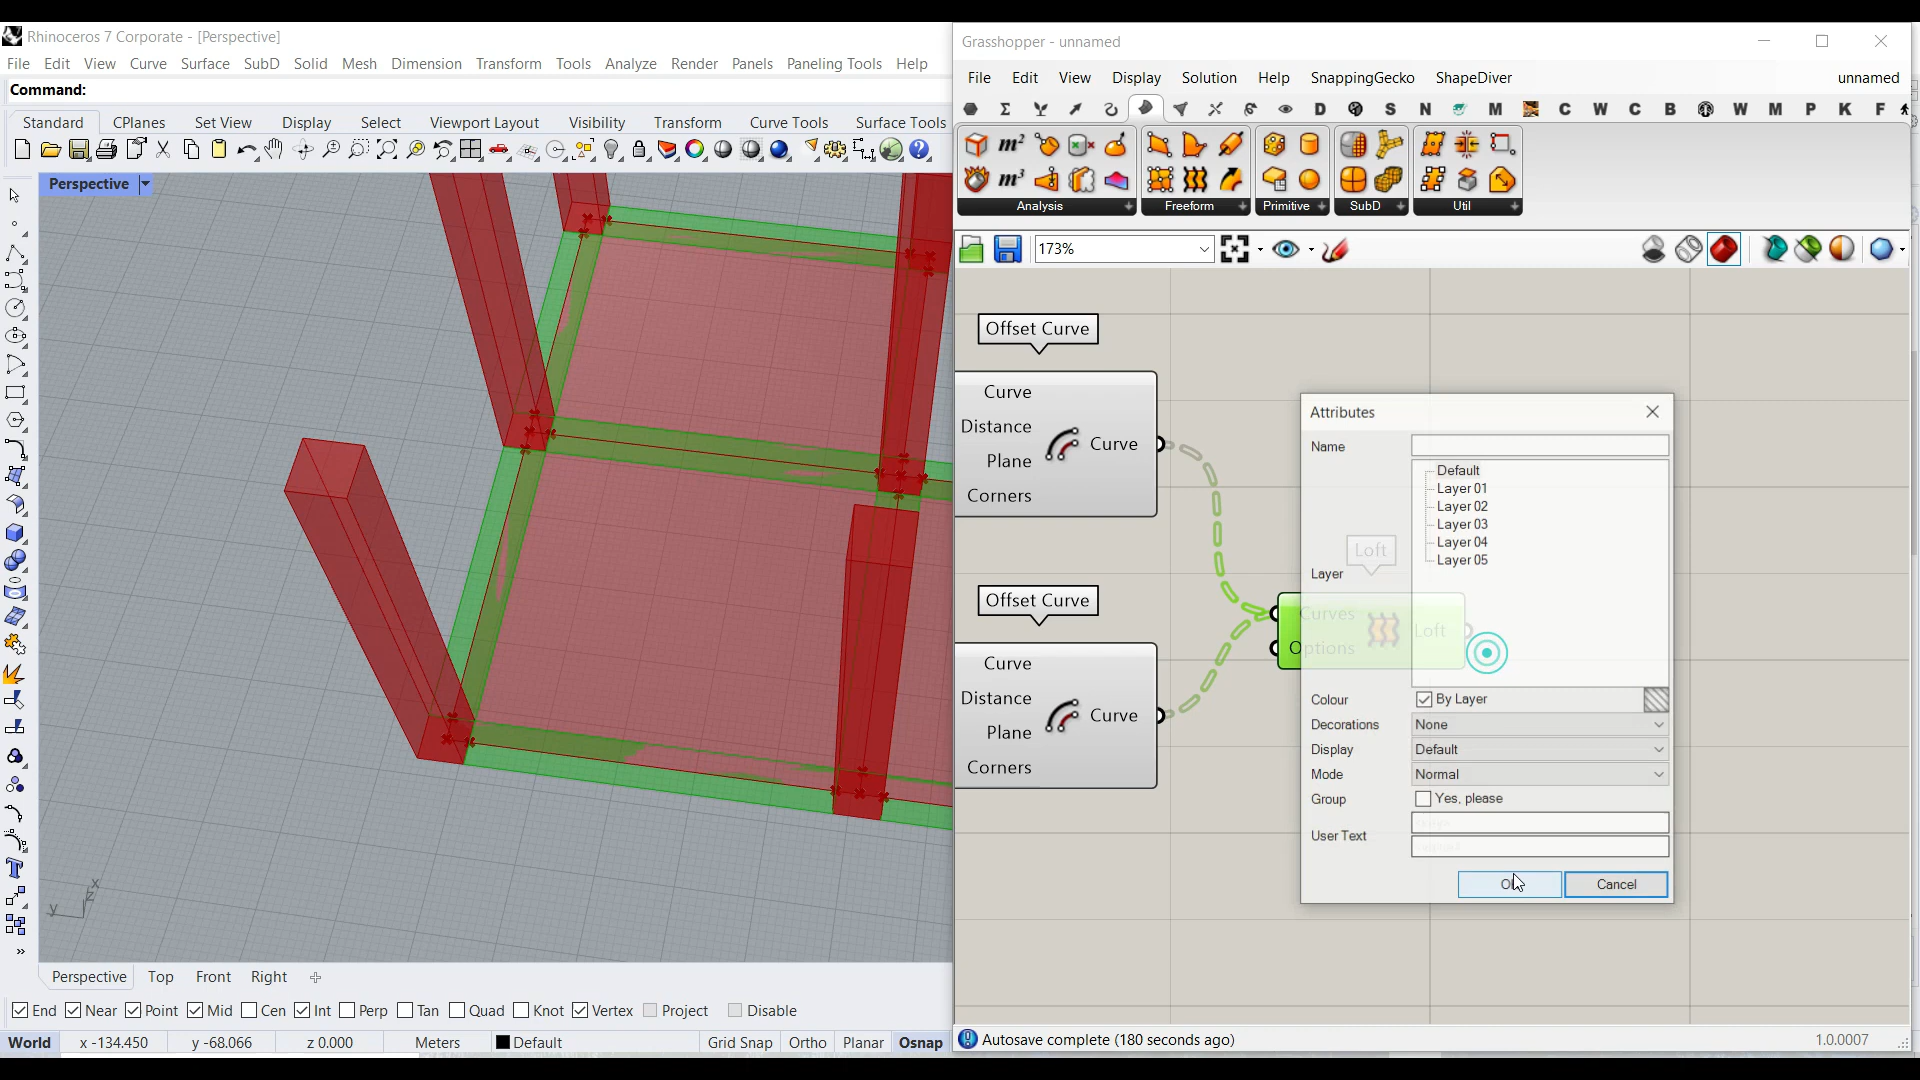 Rhinoceros 7 Corporate - [Perspective]
File Edit View Curve Surface SubD Solid Mesh Dimension Transform Tools Analyze Render Panels Paneling Tools Help
Command:
Standard CPlanes Set View Display Select Viewport Layout Visibility Transform Curve Tools Surface Tools
Perspective
x
z
y
Perspective Top Front Right
End Near Point Mid Cen Int Perp Tan Quad Knot Vertex Project Disable
World x -134.450 y -68.066 z 0.000 Meters Default Grid Snap Ortho Planar Osnap
Grasshopper - unnamed
File Edit View Display Solution Help SnappingGecko ShapeDiver unnamed
D S N M C W C B W M P K F
m² 
m³
Analysis Freeform Primitive SubD Util
173%
Offset Curve
Curve
Distance
Plane
Corners
Curve
Offset Curve
Curve
Distance
Plane
Corners
Curve
Loft
Curves
Options
Loft
Attributes
Name
Default
Layer 01
Layer 02
Layer 03
Layer 04
Layer 05
Layer
Colour By Layer
Decorations None
Display Default
Mode Normal
Group Yes, please
User Text
Cancel
Autosave complete (180 seconds ago) 1.0.0007